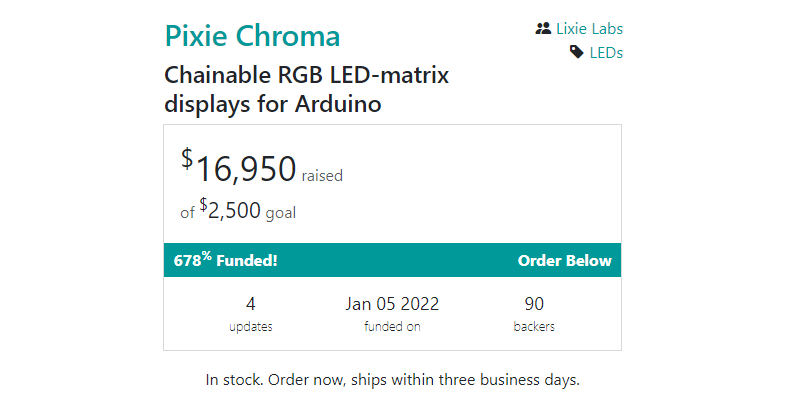 Pixie Chroma
Lixie Labs
LEDs
Chainable RGB LED-matrix
displays for Arduino
$16,950 raised
of $2,500 goal
678% Funded!
Order Below
4
updates
Jan 05 2022
funded on
90
backers
In stock. Order now, ships within three business days.